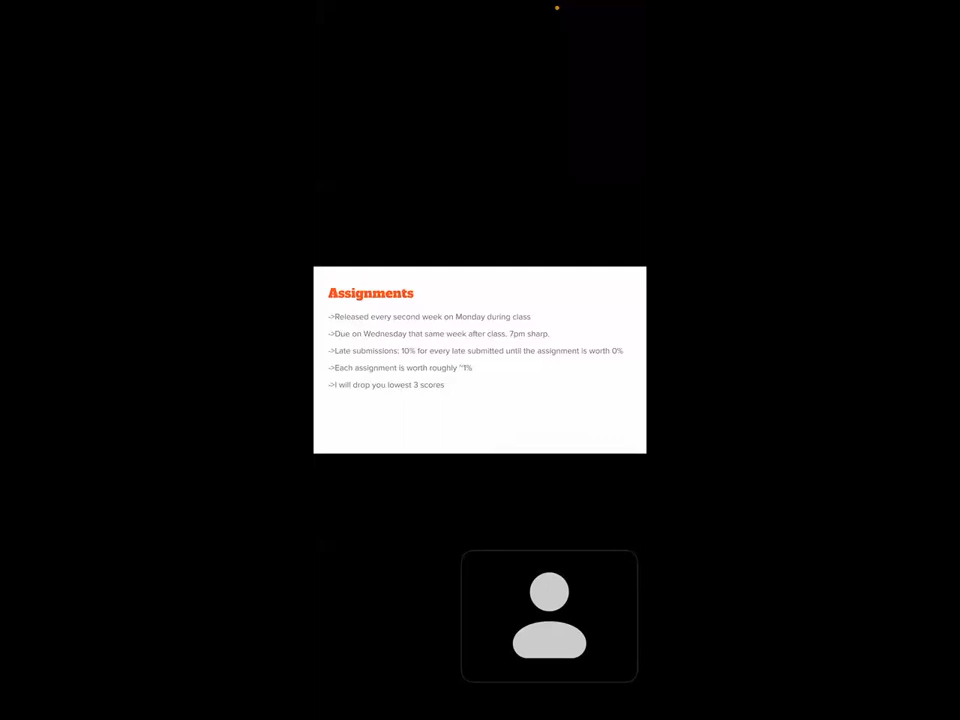 Assignments
->Released every second week on Monday during class
->Due on Wednesday that same week after class, 7pm sharp.
->Late submissions: 10% for every late submitted until the assignment is worth 0%
->Each assignment is worth roughly ~1%
->I will drop you lowest 3 scores